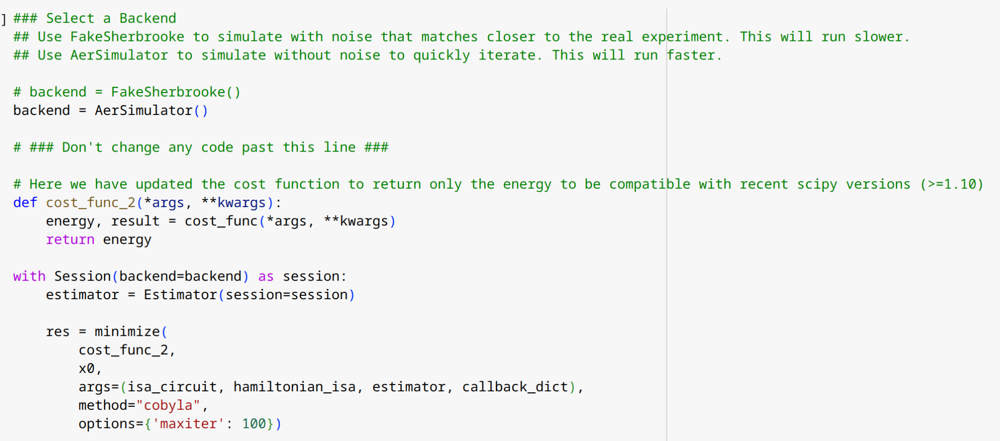 ] ### Select a Backend
## Use FakeSherbrooke to simulate with noise that matches closer to the real experiment. This will run slower.
## Use AerSimulator to simulate without noise to quickly iterate. This will run faster.

# backend = FakeSherbrooke()
backend = AerSimulator()

# ### Don't change any code past this line ###

# Here we have updated the cost function to return only the energy to be compatible with recent scipy versions (>=1.10)
def cost_func_2(*args, **kwargs):
    energy, result = cost_func(*args, **kwargs)
    return energy

with Session(backend=backend) as session:
    estimator = Estimator(session=session)

    res = minimize(
        cost_func_2,
        x0,
        args=(isa_circuit, hamiltonian_isa, estimator, callback_dict),
        method="cobyla",
        options={'maxiter': 100})